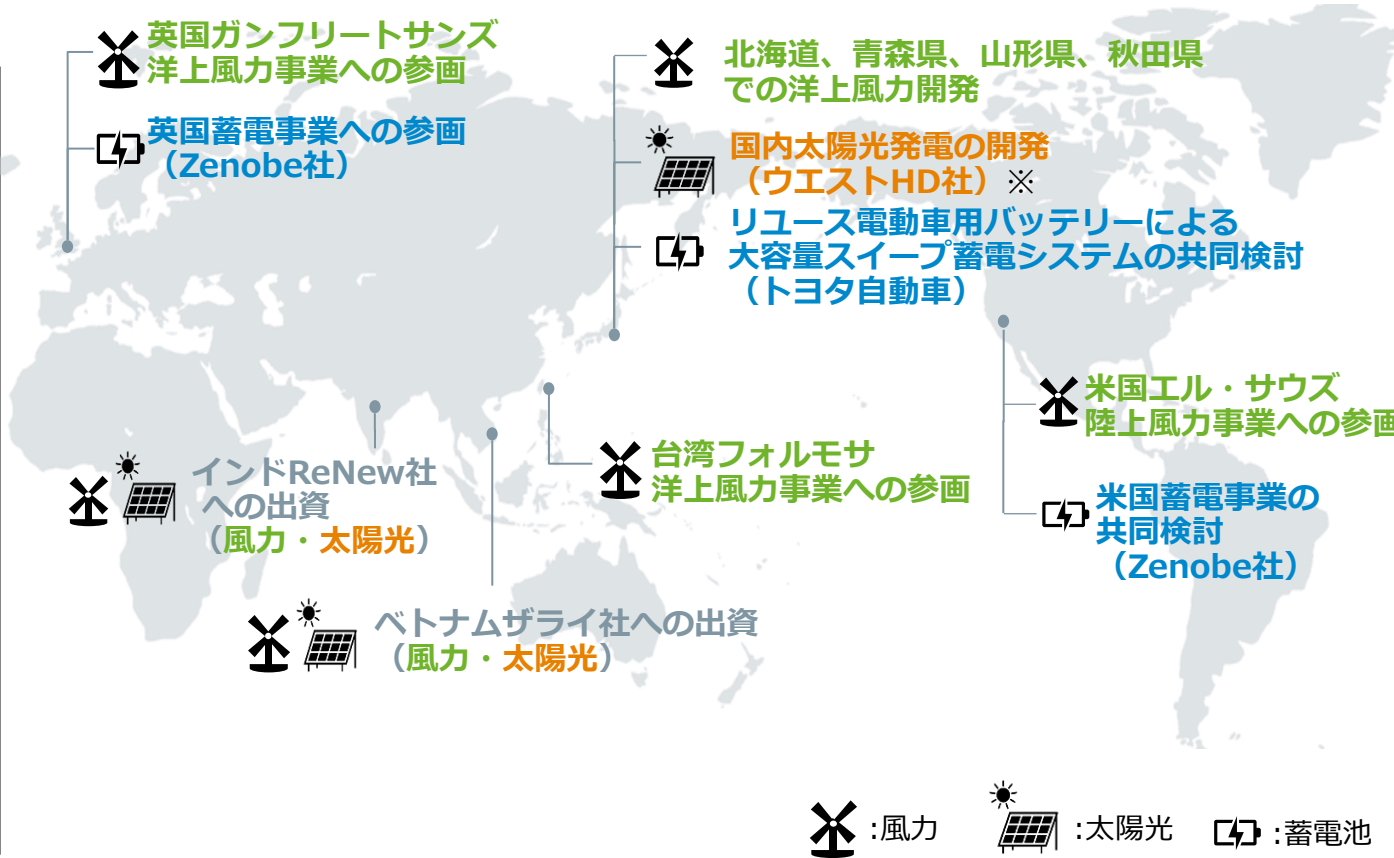 英国ガンフリートサンズ
洋上風力事業への参画
英国蓄電事業への参画
（Zenobe社）
北海道、青森県、山形県、秋田県
での洋上風力開発
国内太陽光発電の開発
（ウエストHD社）※
リユース電動車用バッテリーによる
大容量スイープ蓄電システムの共同検討
（トヨタ自動車）
米国エル・サウズ
陸上風力事業への参画
米国蓄電事業の
共同検討
（Zenobe社）
台湾フォルモサ
洋上風力事業への参画
インドReNew社
への出資
（風力・太陽光）
ベトナムザライ社への出資
（風力・太陽光）
:風力
:太陽光
:蓄電池